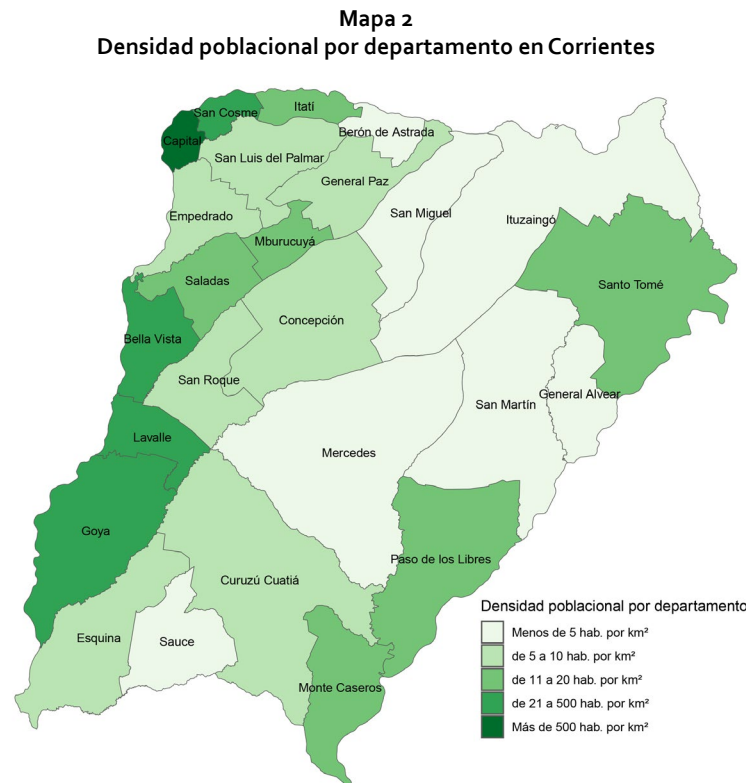 Mapa 2
Densidad poblacional por departamento en Corrientes
San Cosme
Itatí
Capital
Berón de Astrada
San Luis del Palmar
General Paz
Empedrado
San Miguel
Ituzaingó
Mburucuyá
Saladas
Santo Tomé
Concepción
Bella Vista
San Roque
General Alvear
San Martín
Lavalle
Mercedes
Goya
Paso de los Libres
Curuzú Cuatiá
Esquina
Sauce
Monte Caseros
Densidad poblacional por departamento
Menos de 5 hab. por km²
de 5 a 10 hab. por km²
de 11 a 20 hab. por km²
de 21 a 500 hab. por km²
Más de 500 hab. por km²